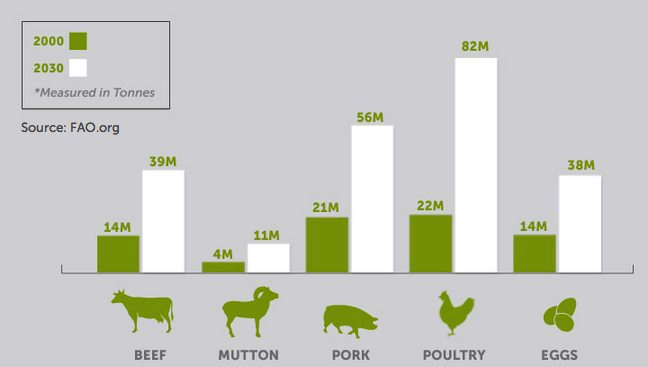 2000
2030
*Measured in Tonnes
Source: FAO.org
14M 39M 4M 11M 21M 56M 22M 82M 14M 38M
BEEF MUTTON PORK POULTRY EGGS